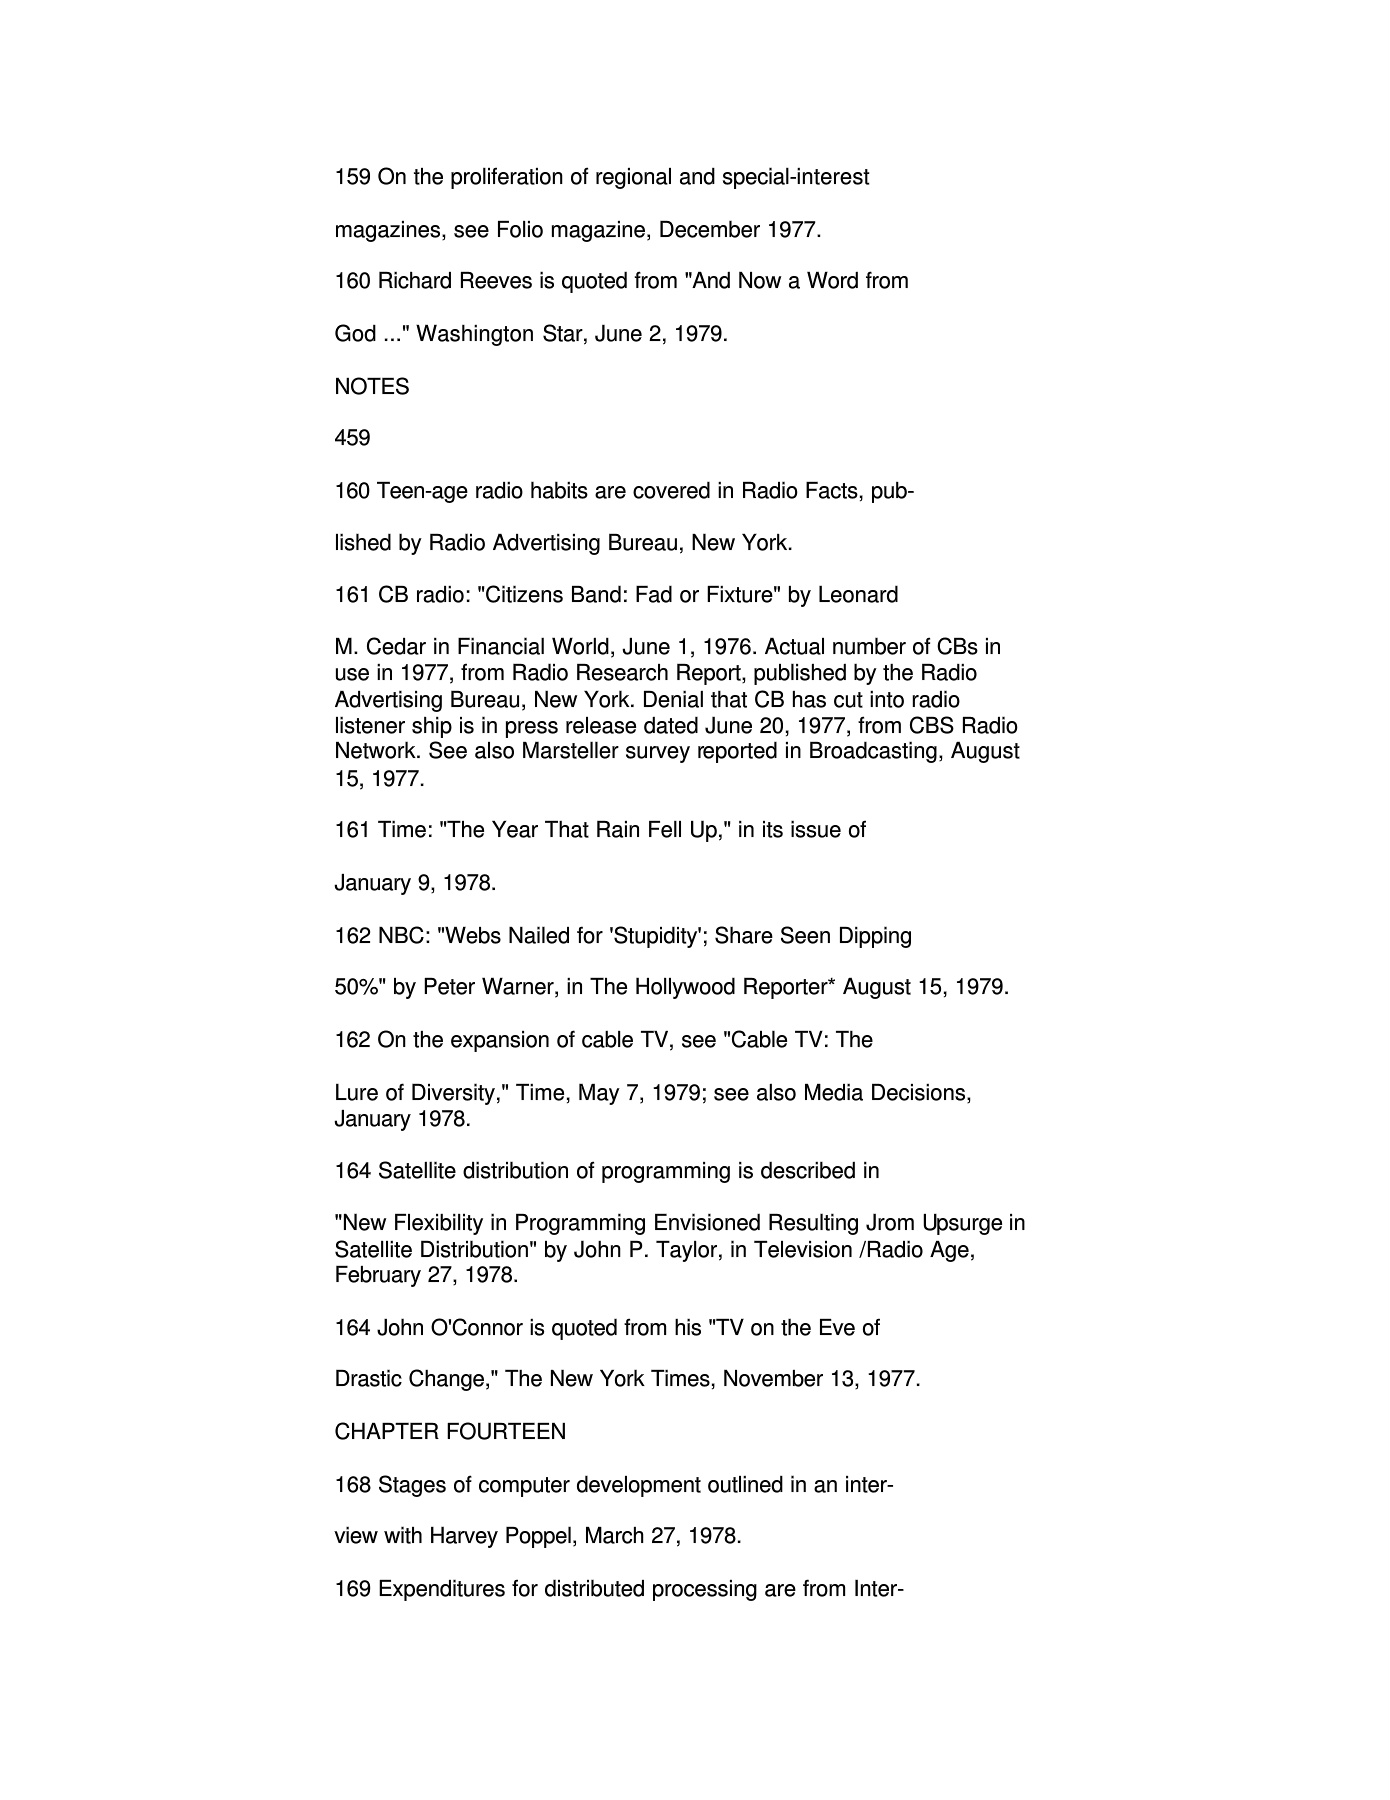 159 On the proliferation of regional and special-interest
magazines, see Folio magazine, December 1977.
160 Richard Reeves is quoted from "And Now a Word from
God ..." Washington Star, June 2, 1979.
NOTES
459
160 Teen-age radio habits are covered in Radio Facts, pub-
lished by Radio Advertising Bureau, New York.
161 CB radio: "Citizens Band: Fad or Fixture" by Leonard
M. Cedar in Financial World, June 1, 1976. Actual number of CBs in
use in 1977, from Radio Research Report, published by the Radio
Advertising Bureau, New York. Denial that CB has cut into radio
listener ship is in press release dated June 20, 1977, from CBS Radio
Network. See also Marsteller survey reported in Broadcasting, August
15, 1977.
161 Time: "The Year That Rain Fell Up," in its issue of
January 9, 1978.
162 NBC: "Webs Nailed for 'Stupidity'; Share Seen Dipping
50%" by Peter Warner, in The Hollywood Reporter* August 15, 1979.
162 On the expansion of cable TV, see "Cable TV: The
Lure of Diversity," Time, May 7, 1979; see also Media Decisions,
January 1978.
164 Satellite distribution of programming is described in
"New Flexibility in Programming Envisioned Resulting Jrom Upsurge in
Satellite Distribution" by John P. Taylor, in Television /Radio Age,
February 27, 1978.
164 John O'Connor is quoted from his "TV on the Eve of
Drastic Change," The New York Times, November 13, 1977.
CHAPTER FOURTEEN
168 Stages of computer development outlined in an inter-
view with Harvey Poppel, March 27, 1978.
169 Expenditures for distributed processing are from Inter-